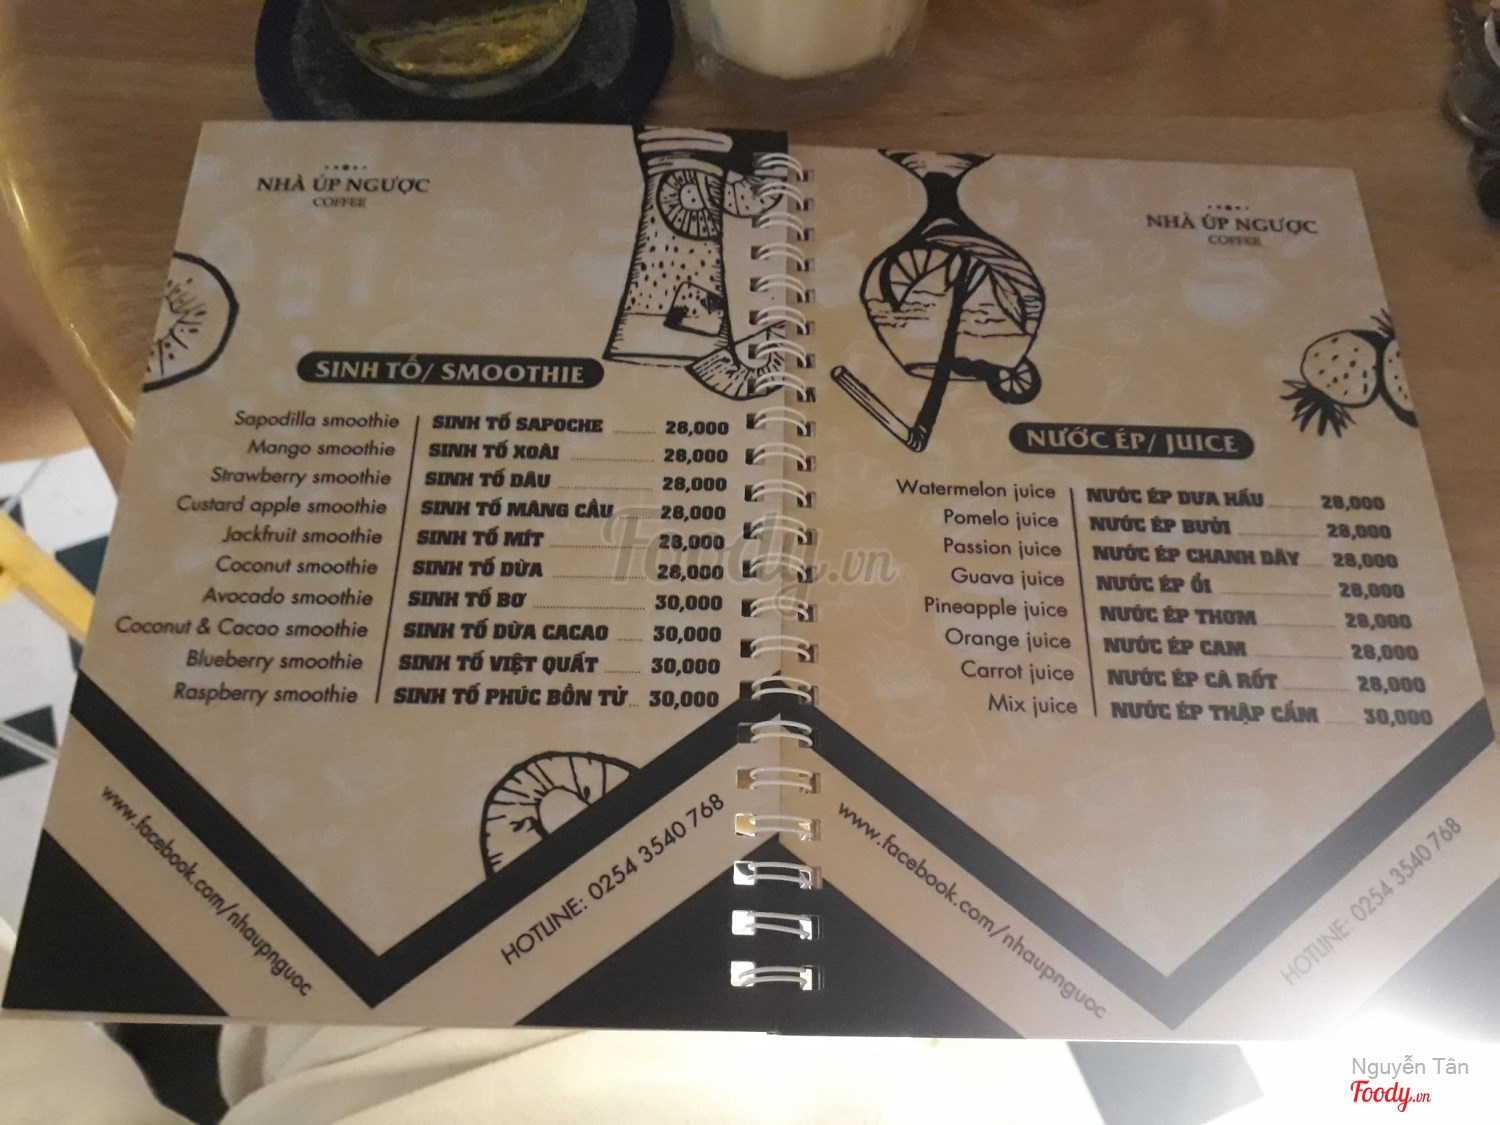 NHÀ ÚP NGƯỢC
COFFEE
SINH TỐ/ SMOOTHIE
Sapodilla smoothie SINH TỐ SAPOCHE 28,000
Mango smoothie SINH TỐ XOÀI 28,000
Strawberry smoothie SINH TỐ DÂU 28,000
Custard apple smoothie SINH TỐ MÃNG CẦU 28,000
Jackfruit smoothie SINH TỐ MÍT 28,000
Coconut smoothie SINH TỐ DỪA 28,000
Avocado smoothie SINH TỐ BƠ 30,000
Coconut & Cacao smoothie SINH TỐ DỪA CACAO 30,000
Blueberry smoothie SINH TỐ VIỆT QUẤT 30,000
Raspberry smoothie SINH TỐ PHÚC BỒN TỬ 30,000
www.facebook.com/nhaupnguoc
HOTLINE: 0254 3540 768
NHÀ ÚP NGƯỢC
COFFEE
NƯỚC ÉP/ JUICE
Watermelon juice NƯỚC ÉP DƯA HẤU 28,000
Pomelo juice NƯỚC ÉP BƯỞI 28,000
Passion juice NƯỚC ÉP CHANH DÂY 28,000
Guava juice NƯỚC ÉP ỔI 28,000
Pineapple juice NƯỚC ÉP THƠM 28,000
Orange juice NƯỚC ÉP CAM 28,000
Carrot juice NƯỚC ÉP CÀ RỐT 28,000
Mix juice NƯỚC ÉP THẬP CẨM 30,000
www.facebook.com/nhaupnguoc
HOTLINE: 0254 3540 768
Foody.vn
Nguyễn Tân
Foody.vn